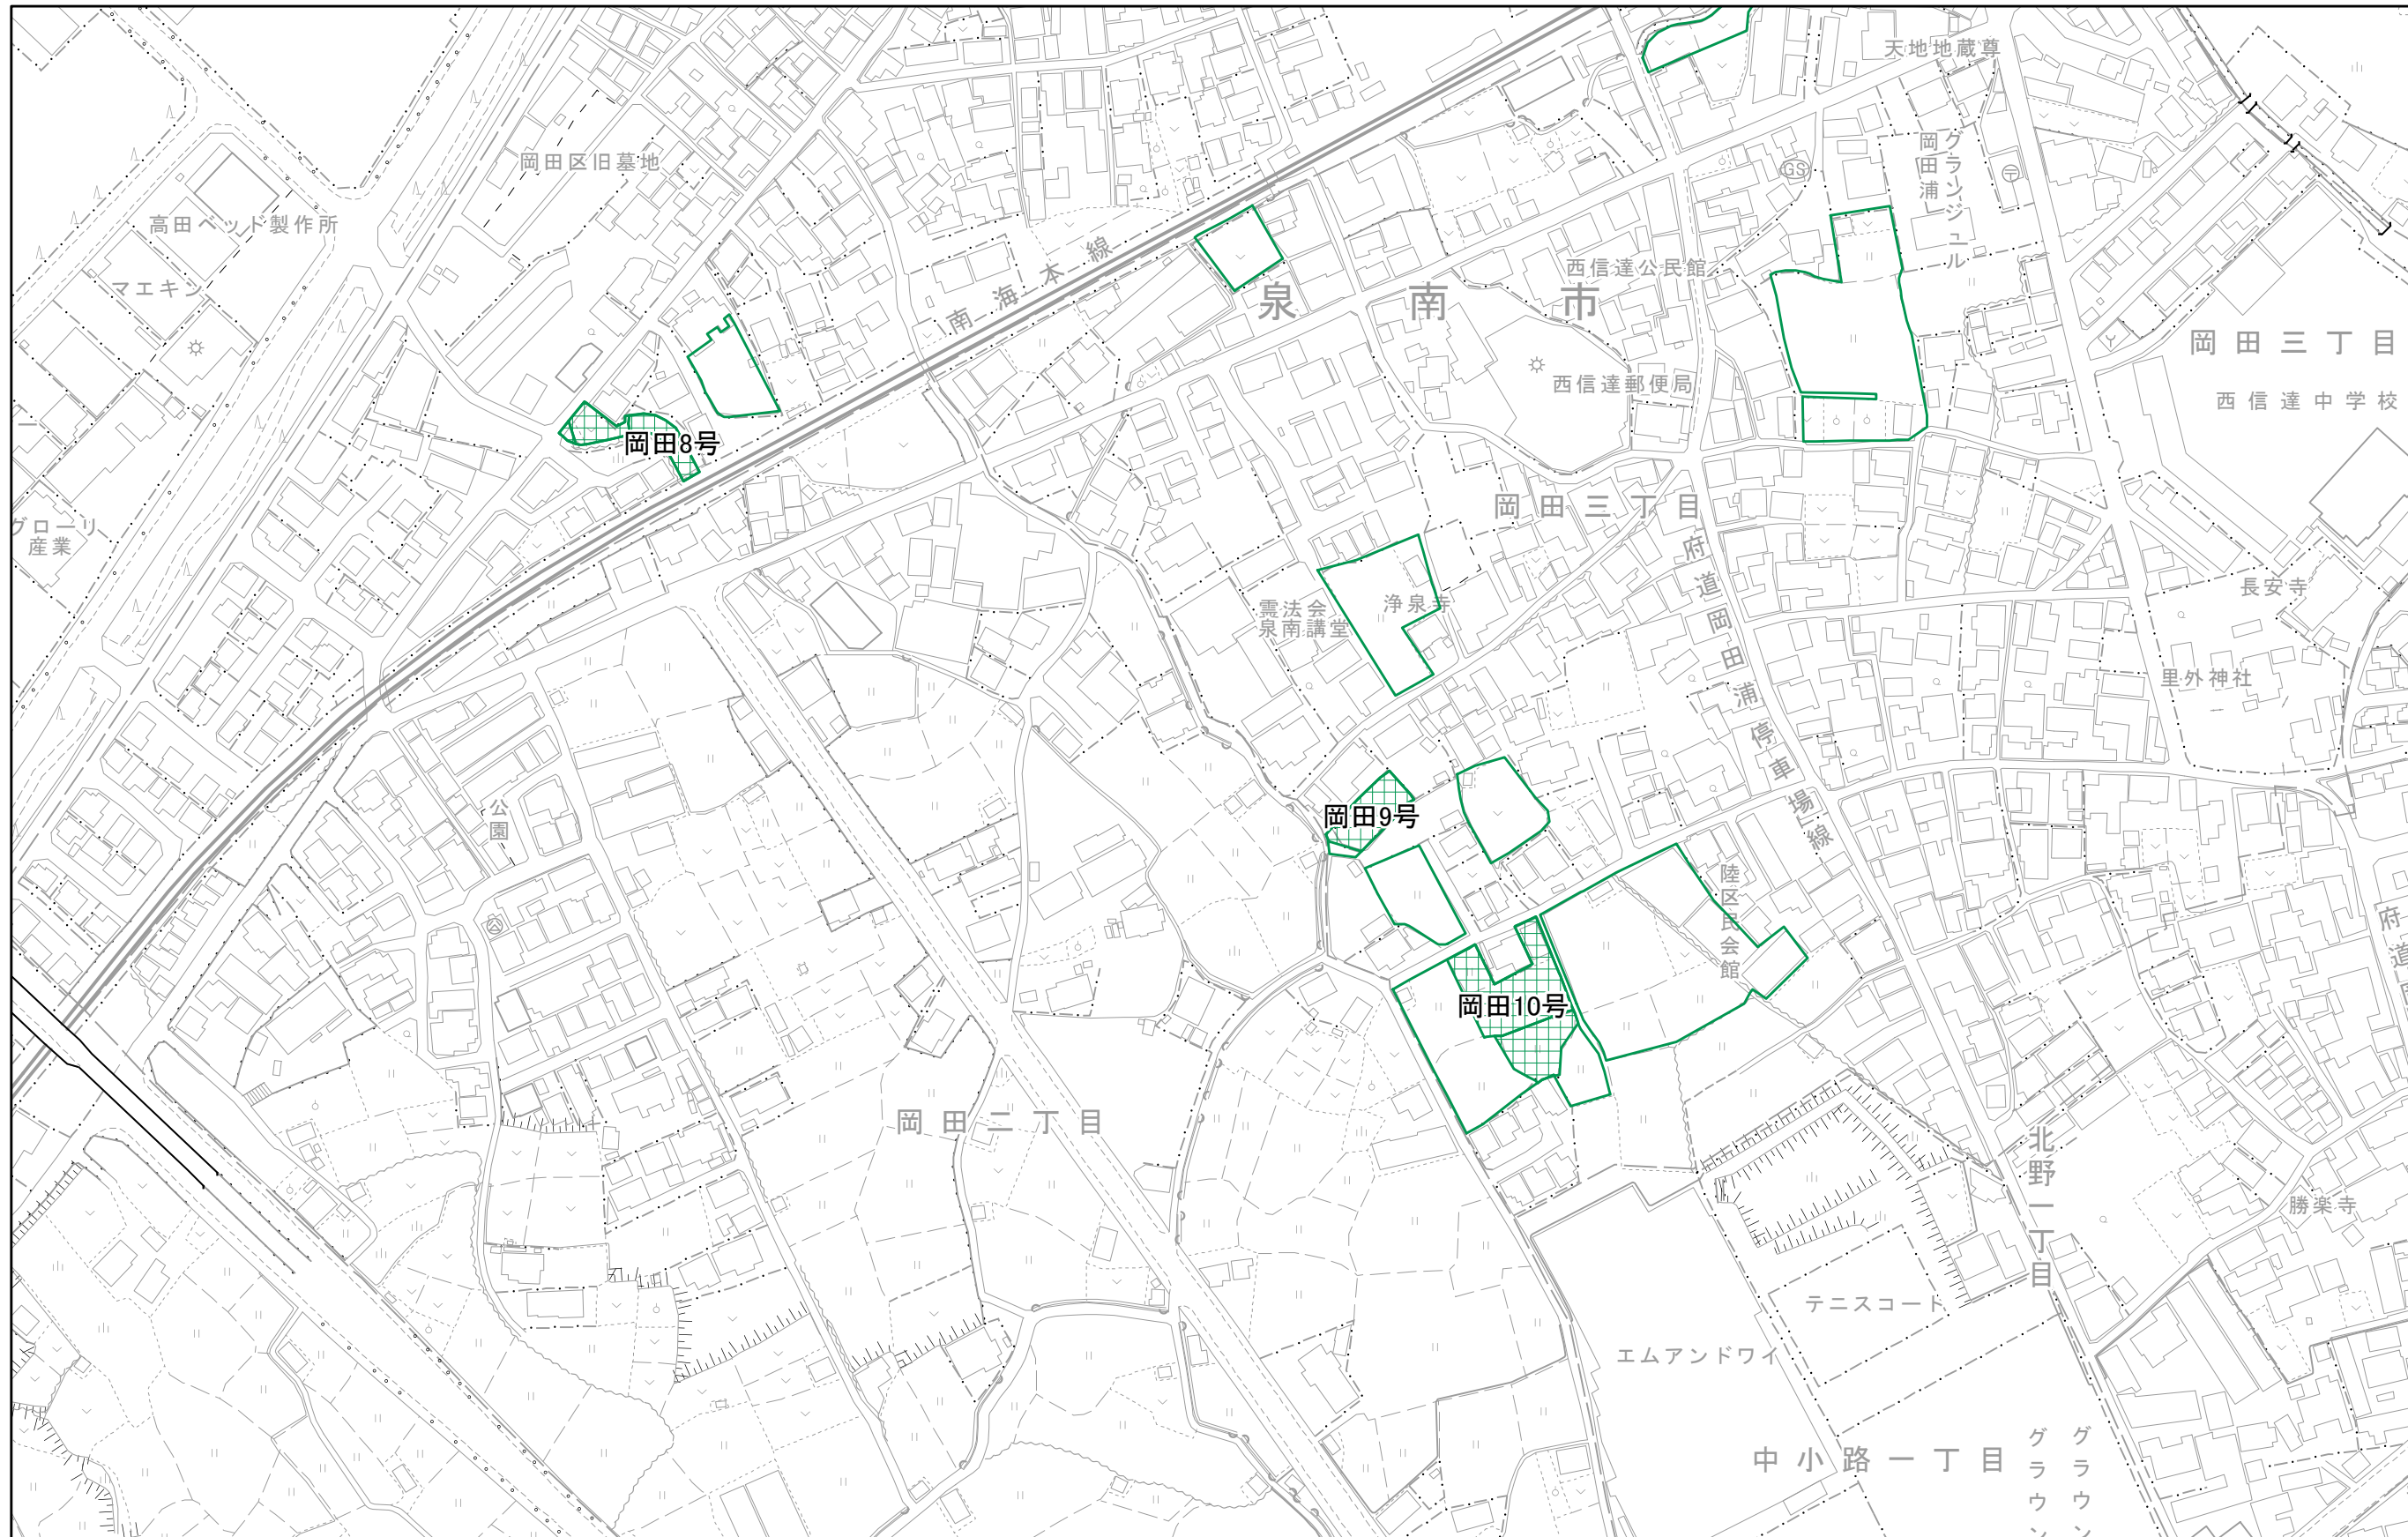 天地地蔵尊
岡田区旧墓地
グランジュール
岡田浦
GS
高田ベッド製作所
南海本線
西信達公民館
マエキン
泉南市
岡田三丁目
西信達郵便局
西信達中学校
岡田8号
岡田三丁目
グローリ
産業
府道岡田浦停車場線
長安寺
霊法会
泉南講堂
浄泉寺
里外神社
公園
岡田9号
陸区民会館
府道
岡田10号
岡田二丁目
北野一丁目
勝楽寺
テニスコート
エムアンドワイ
中小路一丁目
グラウン
グラウン